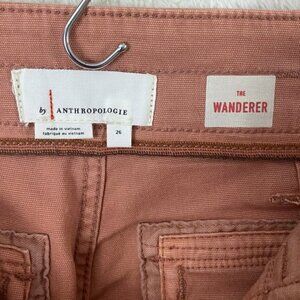 by ANTHROPOLOGIE
made in vietnam
fabriqué au vietnam
26
THE
WANDERER